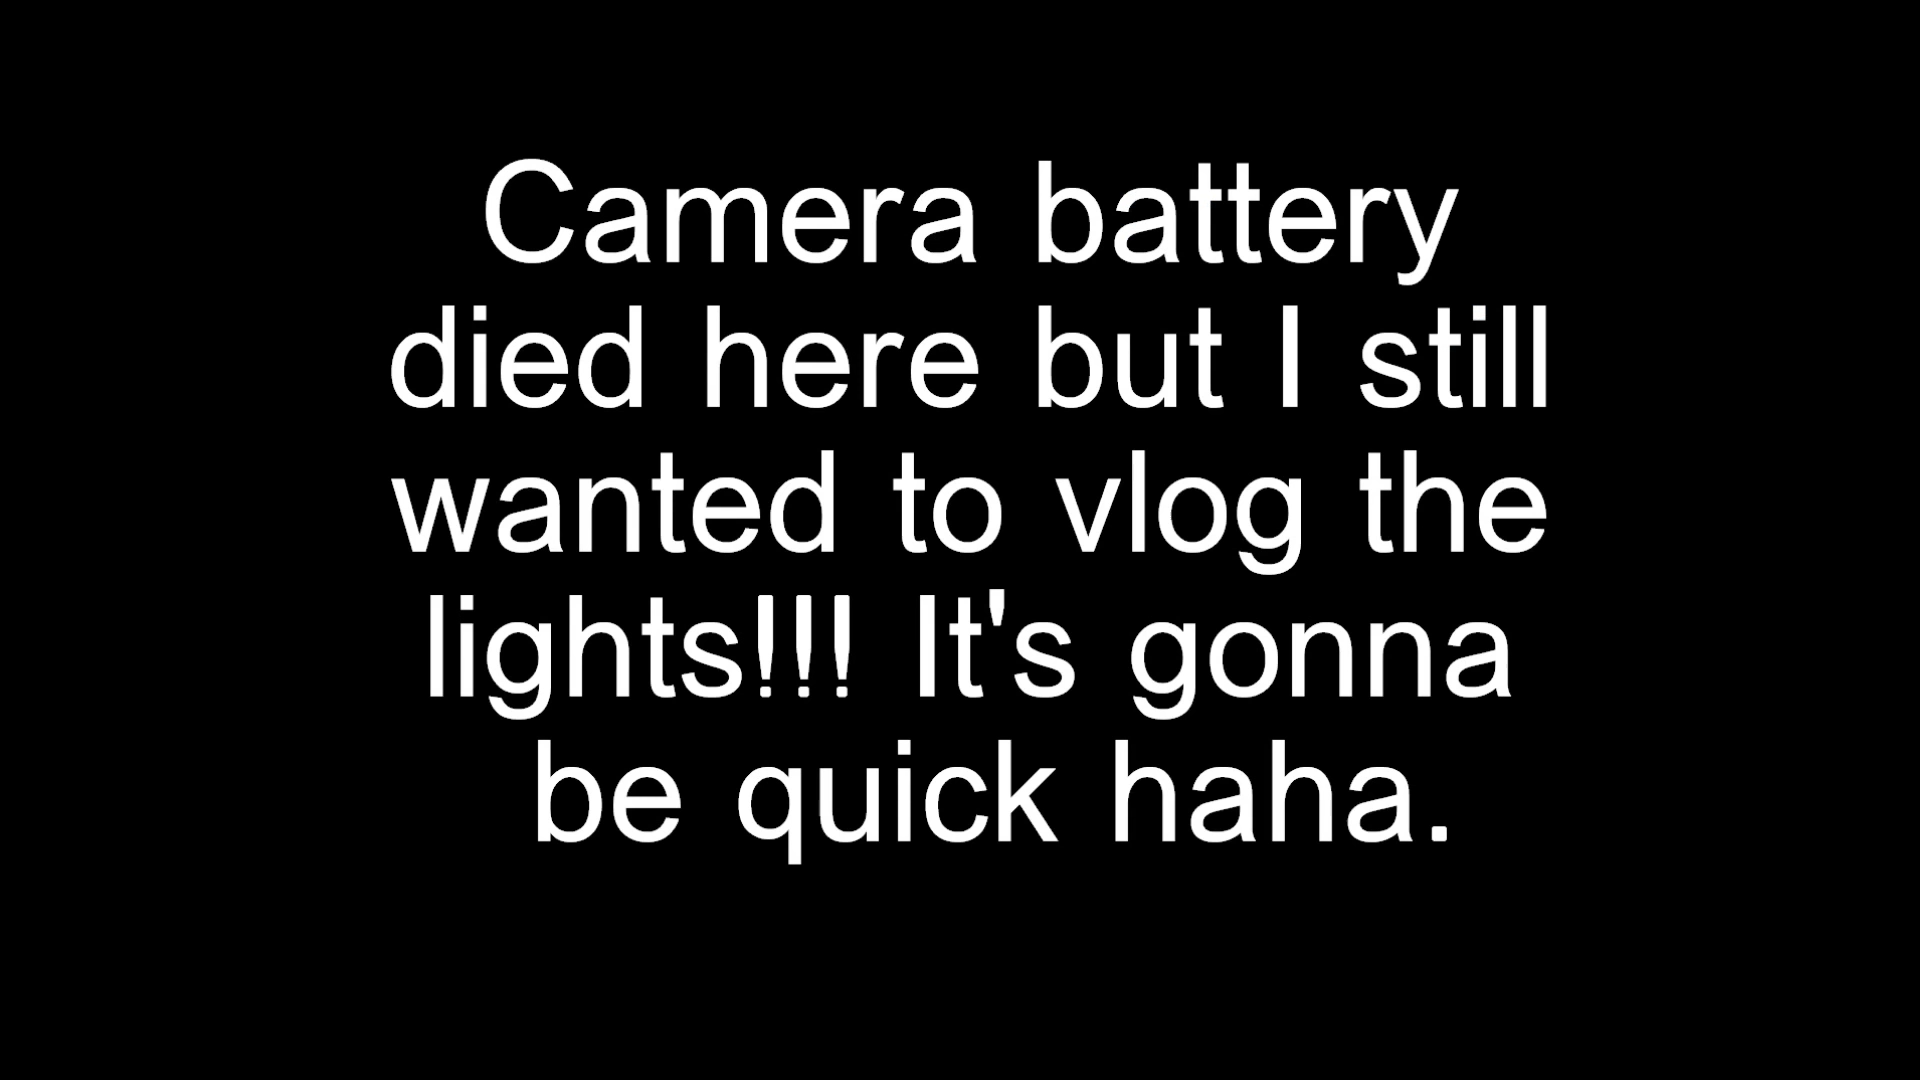 Camera battery
died here but I still
wanted to vlog the
lights!!! It's gonna
be quick haha.